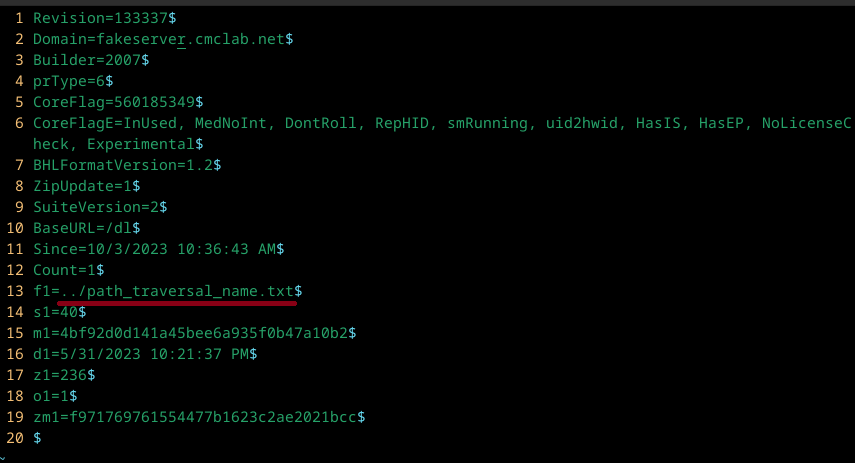 1 Revision=133337$
2 Domain=fakeserver.cmclab.net$
3 Builder=2007$
4 prType=6$
5 CoreFlag=560185349$
6 CoreFlagE=InUsed, MedNoInt, DontRoll, RepHID, smRunning, uid2hwid, HasIS, HasEP, NoLicenseC
heck, Experimental$
7 BHLFormatVersion=1.2$
8 ZipUpdate=1$
9 SuiteVersion=2$
10 BaseURL=/dl$
11 Since=10/3/2023 10:36:43 AM$
12 Count=1$
13 f1=../path_traversal_name.txt$
14 s1=40$
15 m1=4bf92d0d141a45bee6a935f0b47a10b2$
16 d1=5/31/2023 10:21:37 PM$
17 z1=236$
18 o1=1$
19 zm1=f971769761554477b1623c2ae2021bcc$
20 $